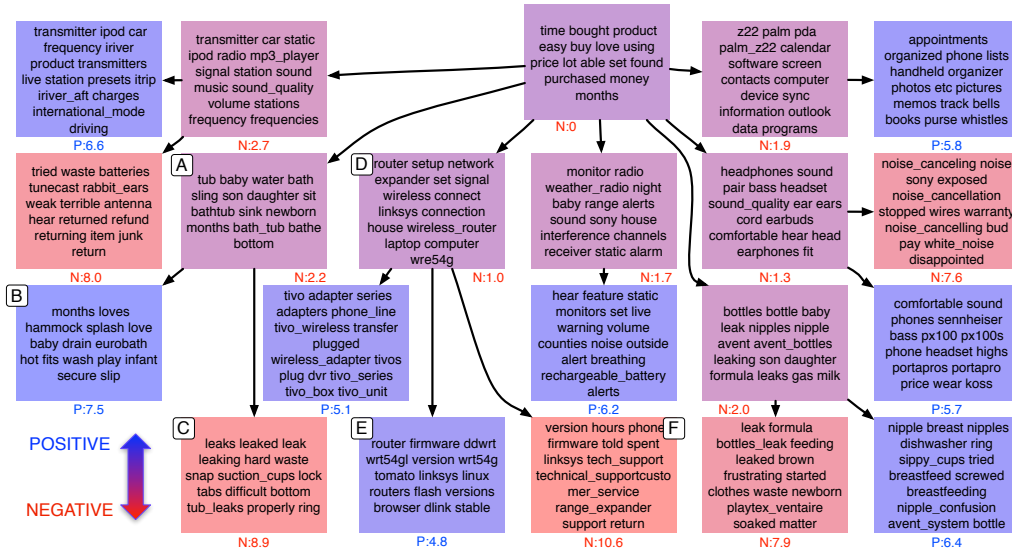 transmitter ipod car
frequency iriver
product transmitters
live station presets itrip
iriver_aft charges
international_mode
driving
P:6.6
transmitter car static
ipod radio mp3_player
signal station sound
music sound_quality
volume stations
frequency frequencies
N:2.7
time bought product
easy buy love using
price lot able set found
purchased money
months
N:0
z22 palm pda
palm_z22 calendar
software screen
contacts computer
device sync
information outlook
data programs
N:1.9
appointments
organized phone lists
handheld organizer
photos etc pictures
memos track bells
books purse whistles
P:5.8
tried waste batteries
tunecast rabbit_ears
weak terrible antenna
hear returned refund
returning item junk
return
N:8.0
A
tub baby water bath
sling son daughter sit
bathtub sink newborn
months bath_tub bathe
bottom
N:2.2
D
router setup network
expander set signal
wireless connect
linksys connection
house wireless_router
laptop computer
wre54g
N:1.0
monitor radio
weather_radio night
baby range alerts
sound sony house
interference channels
receiver static alarm
N:1.7
headphones sound
pair bass headset
sound_quality ear ears
cord earbuds
comfortable hear head
earphones fit
N:1.3
noise_canceling noise
sony exposed
noise_cancellation
stopped wires warranty
noise_cancelling bud
pay white_noise
disappointed
N:7.6
B
months loves
hammock splash love
baby drain eurobath
hot fits wash play infant
secure slip
P:7.5
tivo adapter series
adapters phone_line
tivo_wireless transfer
plugged
wireless_adapter tivos
plug dvr tivo_series
tivo_box tivo_unit
P:5.1
hear feature static
monitors set live
warning volume
counties noise outside
alert breathing
rechargeable_battery
alerts
P:6.2
bottles bottle baby
leak nipples nipple
avent avent_bottles
leaking son daughter
formula leaks gas milk
N:2.0
comfortable sound
phones sennheiser
bass px100 px100s
phone headset highs
portapros portapro
price wear koss
P:5.7
POSITIVE
NEGATIVE
C
leaks leaked leak
leaking hard waste
snap suction_cups lock
tabs difficult bottom
tub_leaks properly ring
N:8.9
E
router firmware ddwrt
wrt54gl version wrt54g
tomato linksys linux
routers flash versions
browser dlink stable
P:4.8
version hours phone
firmware told spent
linksys tech_support
technical_supportcusto
mer_service
range_expander
support return
N:10.6
F
leak formula
bottles_leak feeding
leaked brown
frustrating started
clothes waste newborn
playtex_ventaire
soaked matter
N:7.9
nipple breast nipples
dishwasher ring
sippy_cups tried
breastfeed screwed
breastfeeding
nipple_confusion
avent_system bottle
P:6.4